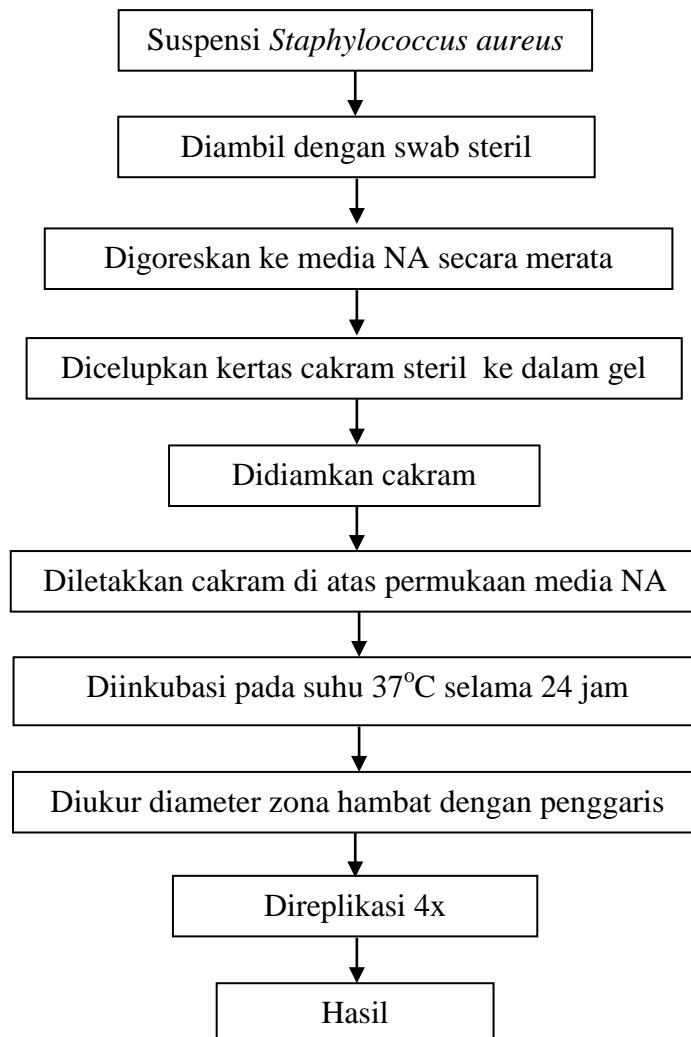 Suspensi Staphylococcus aureus
Diambil dengan swab steril
Digoreskan ke media NA secara merata
Dicelupkan kertas cakram steril ke dalam gel
Didiamkan cakram
Diletakkan cakram di atas permukaan media NA
Diinkubasi pada suhu 37°C selama 24 jam
Diukur diameter zona hambat dengan penggaris
Direplikasi 4x
Hasil